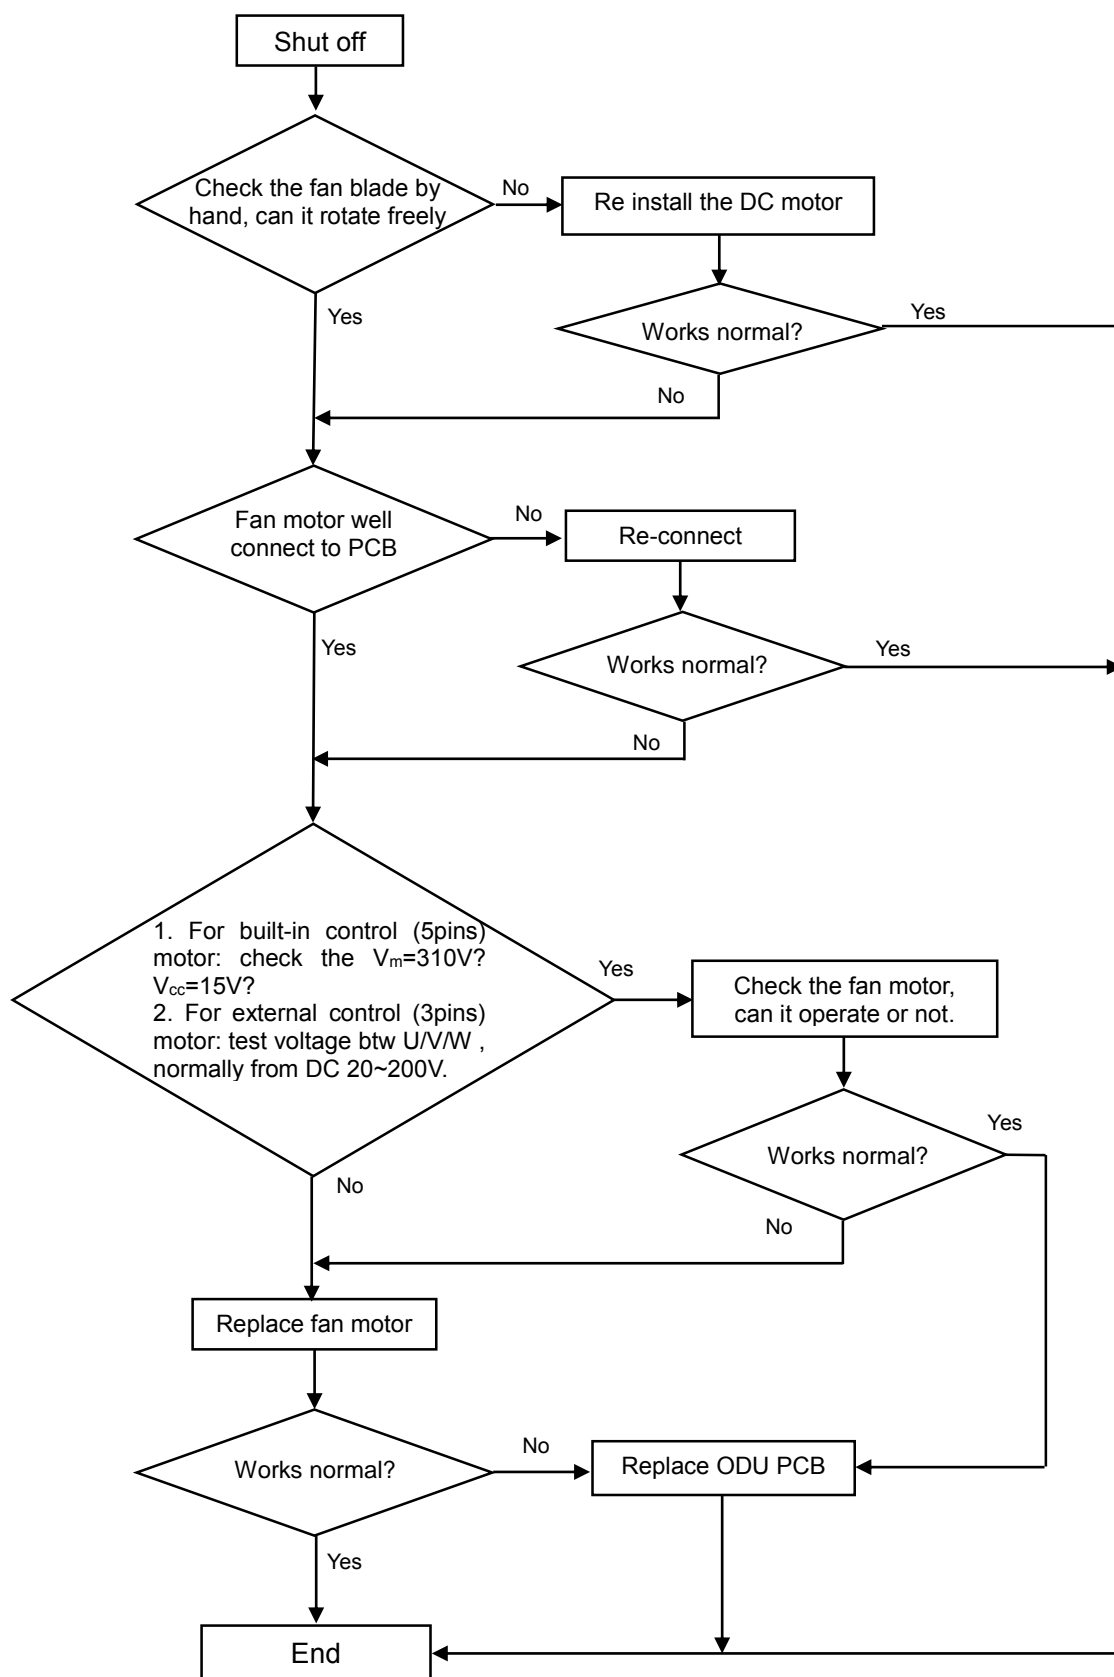 Shut off
Check the fan blade by
hand, can it rotate freely
No
Re install the DC motor
Yes
Works normal?
Yes
No
Fan motor well
connect to PCB
No
Re-connect
Yes
Works normal?
Yes
No
1. For built-in control (5pins)
motor: check the Vm=310V?
Vcc=15V?
2. For external control (3pins)
motor: test voltage btw U/V/W ,
normally from DC 20~200V.
Yes
Check the fan motor,
can it operate or not.
Works normal?
Yes
No
No
Replace fan motor
Works normal?
No
Replace ODU PCB
Yes
End